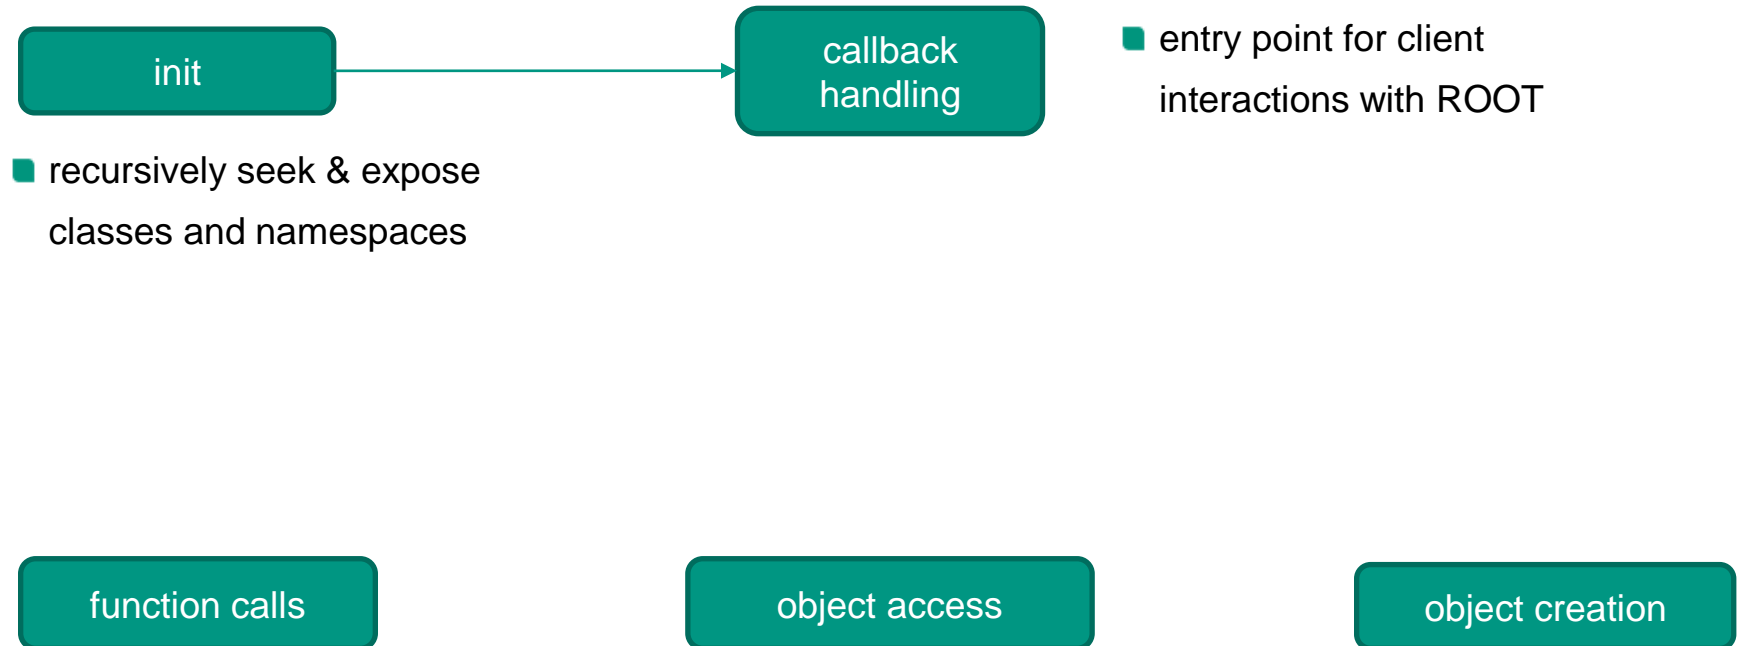 init
callback
handling
entry point for client
interactions with ROOT
recursively seek & expose
classes and namespaces
function calls
object access
object creation